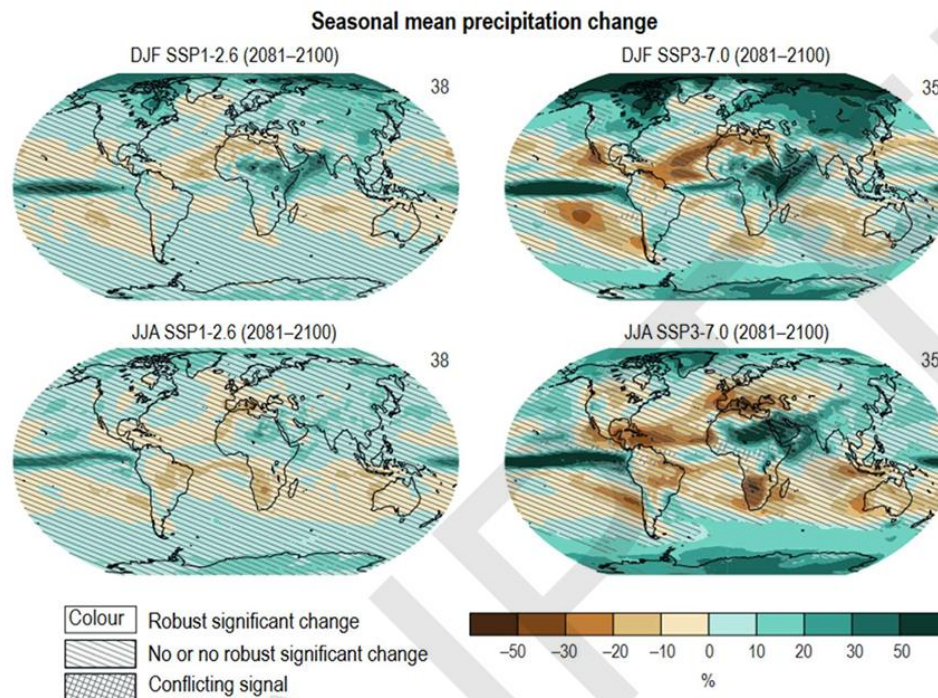 Seasonal mean precipitation change
DJF SSP1-2.6 (2081–2100)
38
DJF SSP3-7.0 (2081–2100)
35
JJA SSP1-2.6 (2081–2100)
38
JJA SSP3-7.0 (2081–2100)
35
Colour
Robust significant change
No or no robust significant change
Conflicting signal
–50 –30 –20 –10 0 10 20 30 50
%